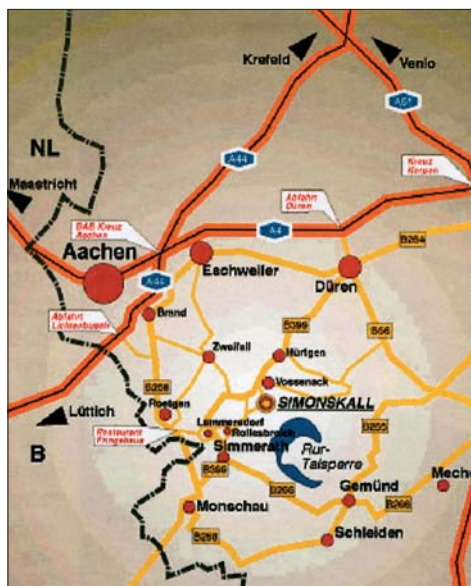 Krefeld
Venlo
A61
A44
NL
Maastricht
Kreuz
Kerpen
BAB Kreuz
Aachen
Abfahrt
Düren
A4
Aachen
Eschweiler
B264
A44
Düren
Brand
Abfahrt
Lichtenbusch
B399
B56
Zweifall
Hürtgen
Vossenack
B258
SIMONSKALL
Lüttich
Roetgen
Restaurant
Fringshaus
Lammersdorf
Rollesbroich
B265
B
Simmerath
Rur-
Talsperre
B399
B266
Meche
Gemünd
B266
Monschau
Schleiden
B258